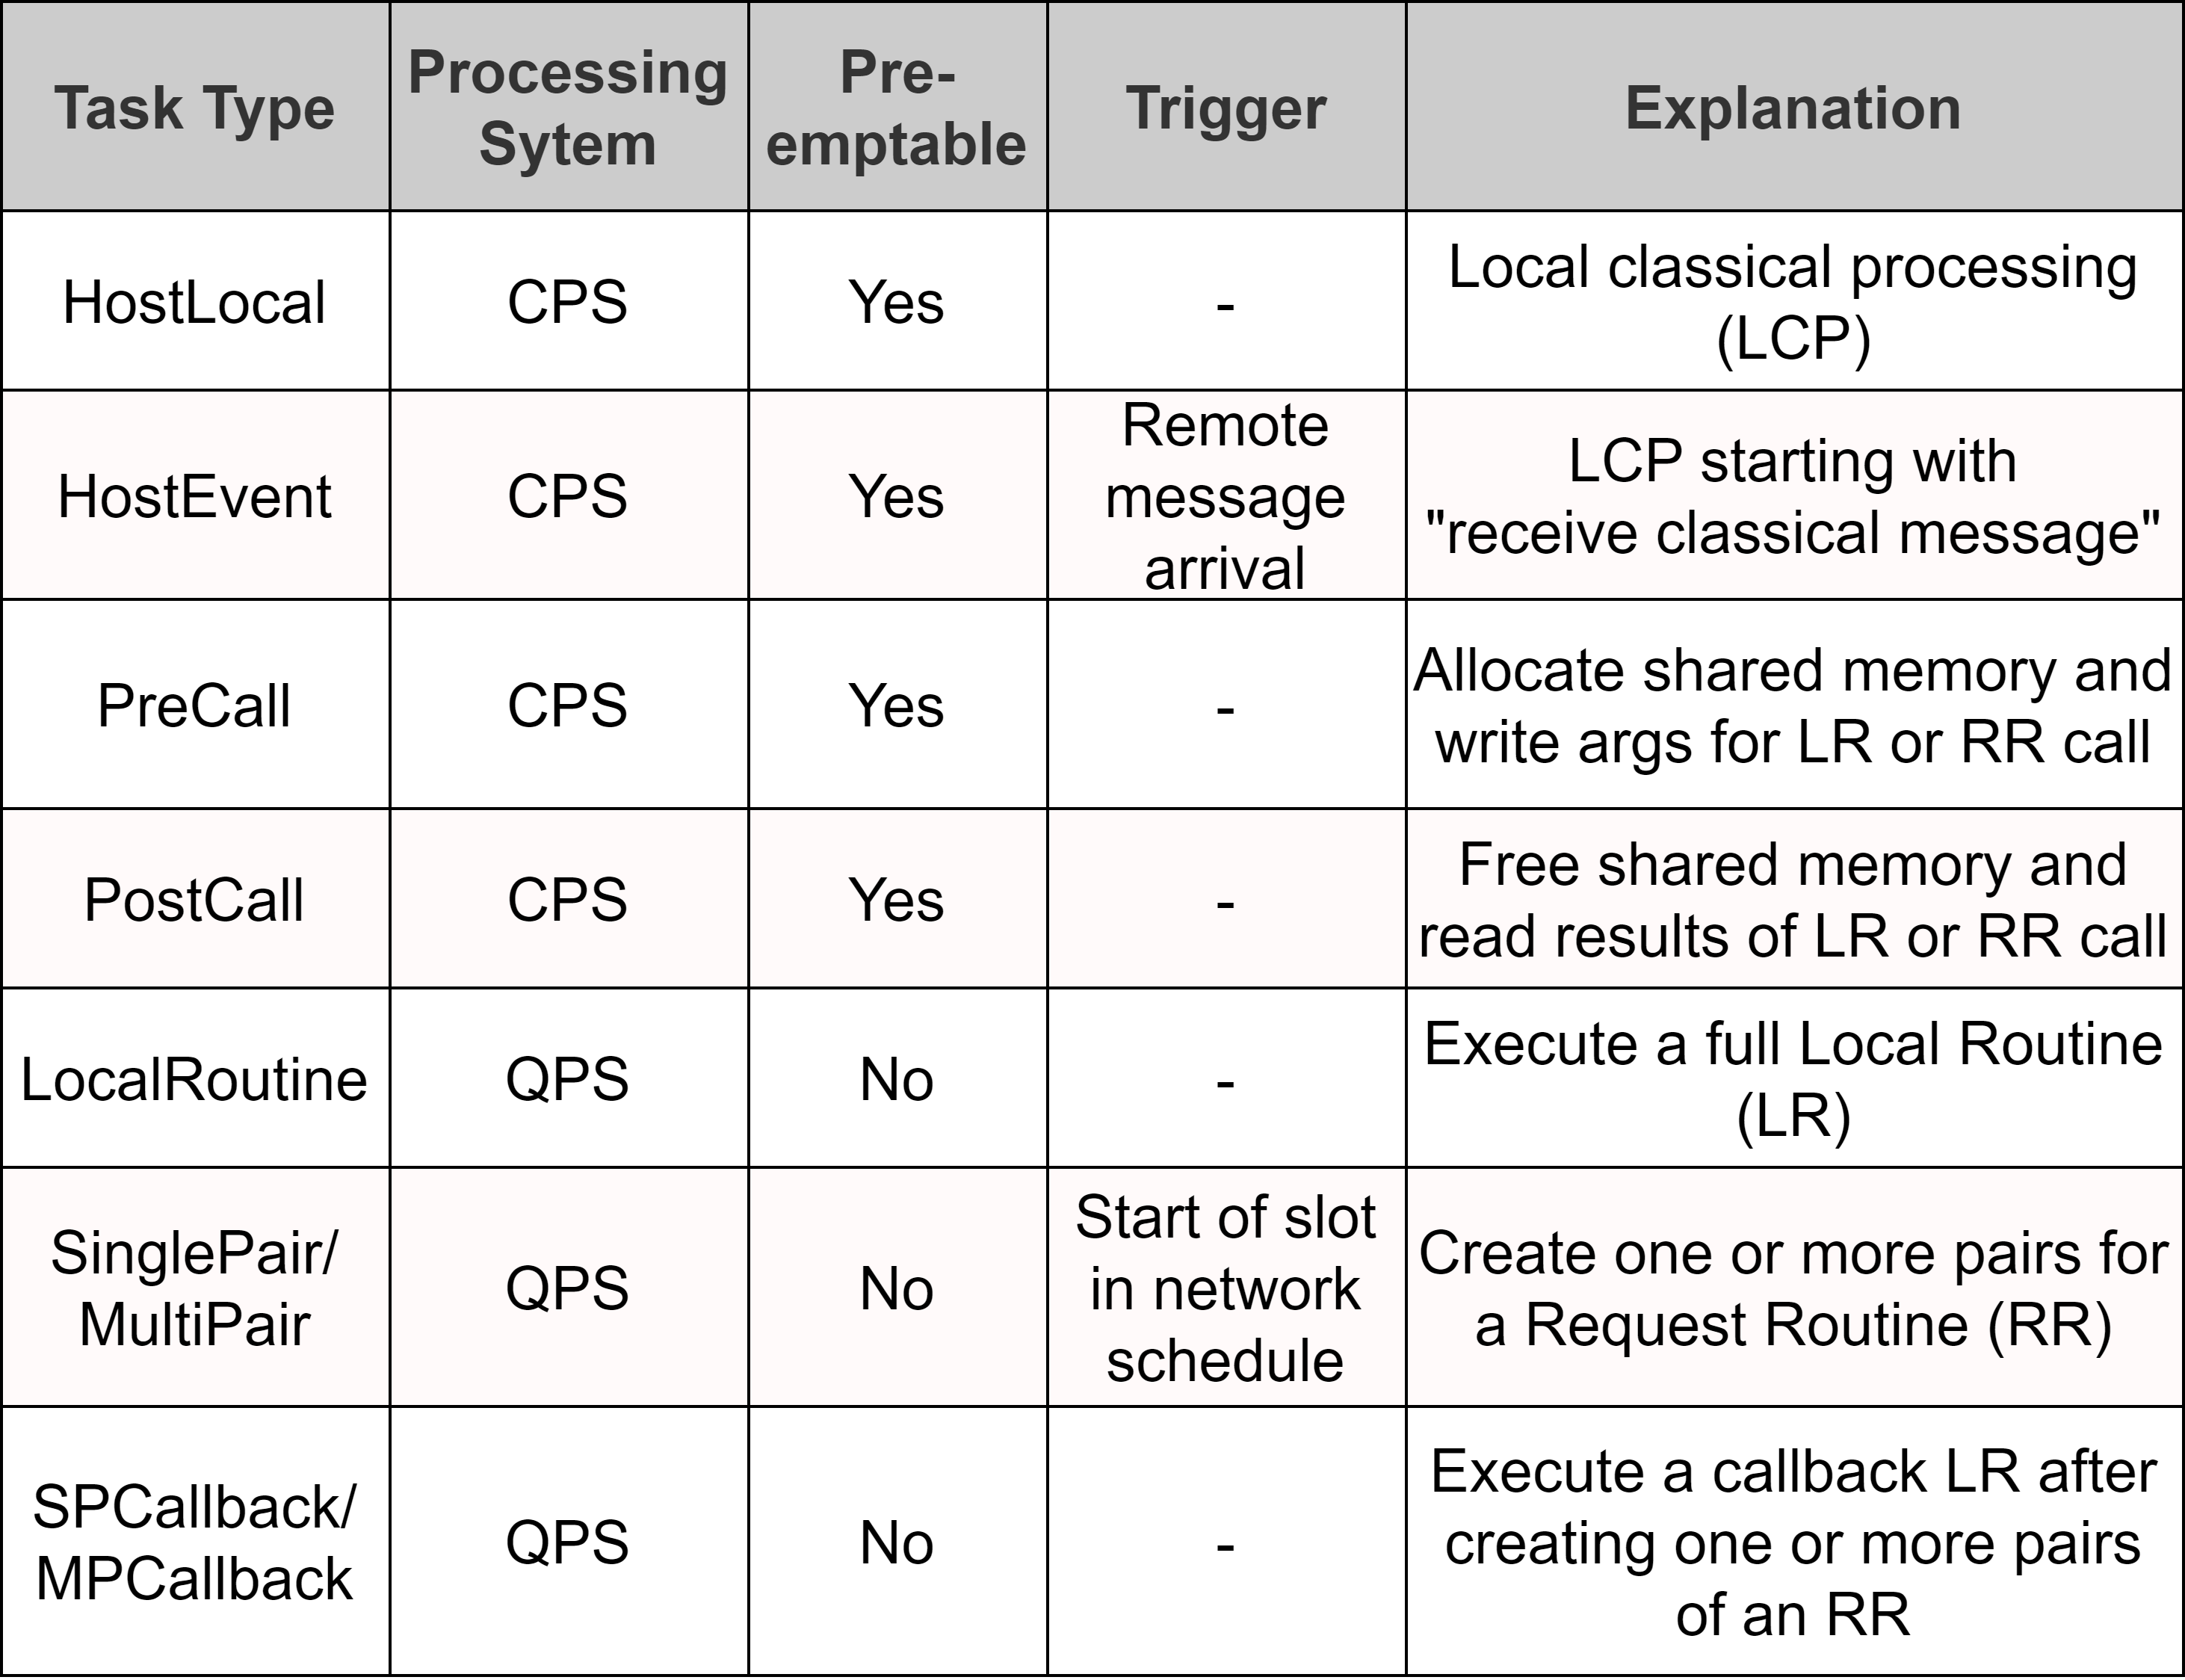 Task Type
Processing
Sytem
Pre-
emptable
Trigger
Explanation
HostLocal
CPS
Yes
-
Local classical processing
(LCP)
HostEvent
CPS
Yes
Remote
message
arrival
LCP starting with
"receive classical message"
PreCall
CPS
Yes
-
Allocate shared memory and
write args for LR or RR call
PostCall
CPS
Yes
-
Free shared memory and
read results of LR or RR call
LocalRoutine
QPS
No
-
Execute a full Local Routine
(LR)
SinglePair/
MultiPair
QPS
No
Start of slot
in network
schedule
Create one or more pairs for
a Request Routine (RR)
SPCallback/
MPCallback
QPS
No
-
Execute a callback LR after
creating one or more pairs
of an RR